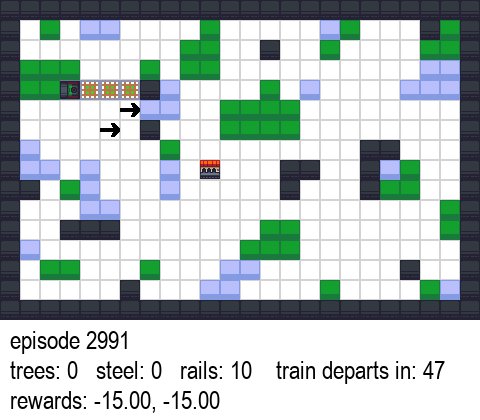 episode 2991
trees: 0 steel: 0 rails: 10 train departs in: 47
rewards: -15.00, -15.00